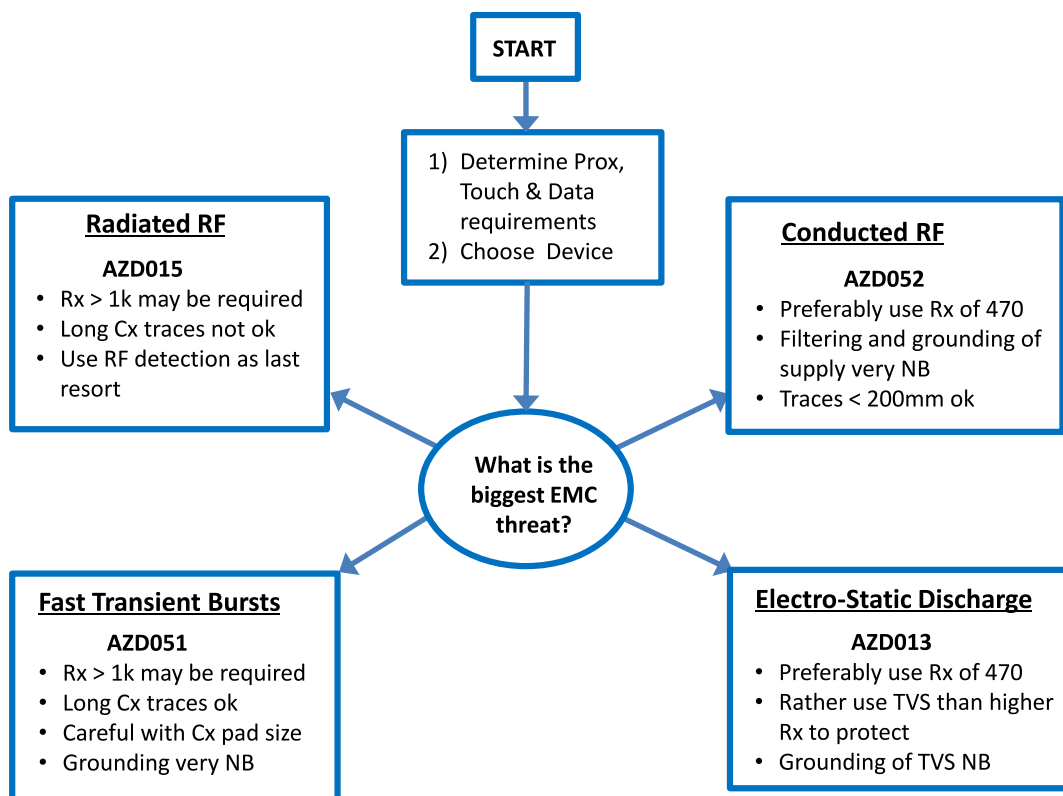 START
1) Determine Prox,
Touch & Data
requirements
2) Choose Device
Radiated RF
AZD015
• Rx > 1k may be required
• Long Cx traces not ok
• Use RF detection as last
resort
Conducted RF
AZD052
• Preferably use Rx of 470
• Filtering and grounding of
supply very NB
• Traces < 200mm ok
What is the
biggest EMC
threat?
Fast Transient Bursts
AZD051
• Rx > 1k may be required
• Long Cx traces ok
• Careful with Cx pad size
• Grounding very NB
Electro-Static Discharge
AZD013
• Preferably use Rx of 470
• Rather use TVS than higher
Rx to protect
• Grounding of TVS NB